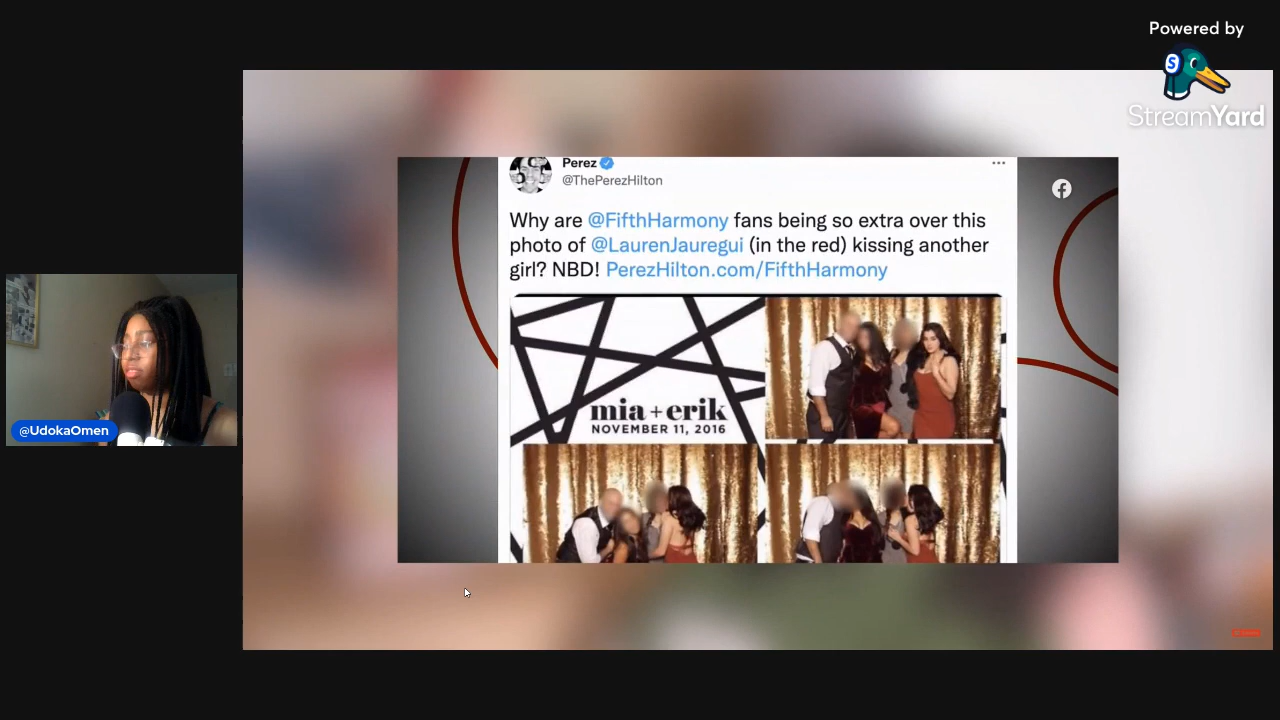 Powered by
StreamYard
Perez
@ThePerezHilton
Why are @FifthHarmony fans being so extra over this
photo of @LaurenJauregui (in the red) kissing another
girl? NBD! PerezHilton.com/FifthHarmony
mia + erik
NOVEMBER 11, 2016
@UdokaOmen